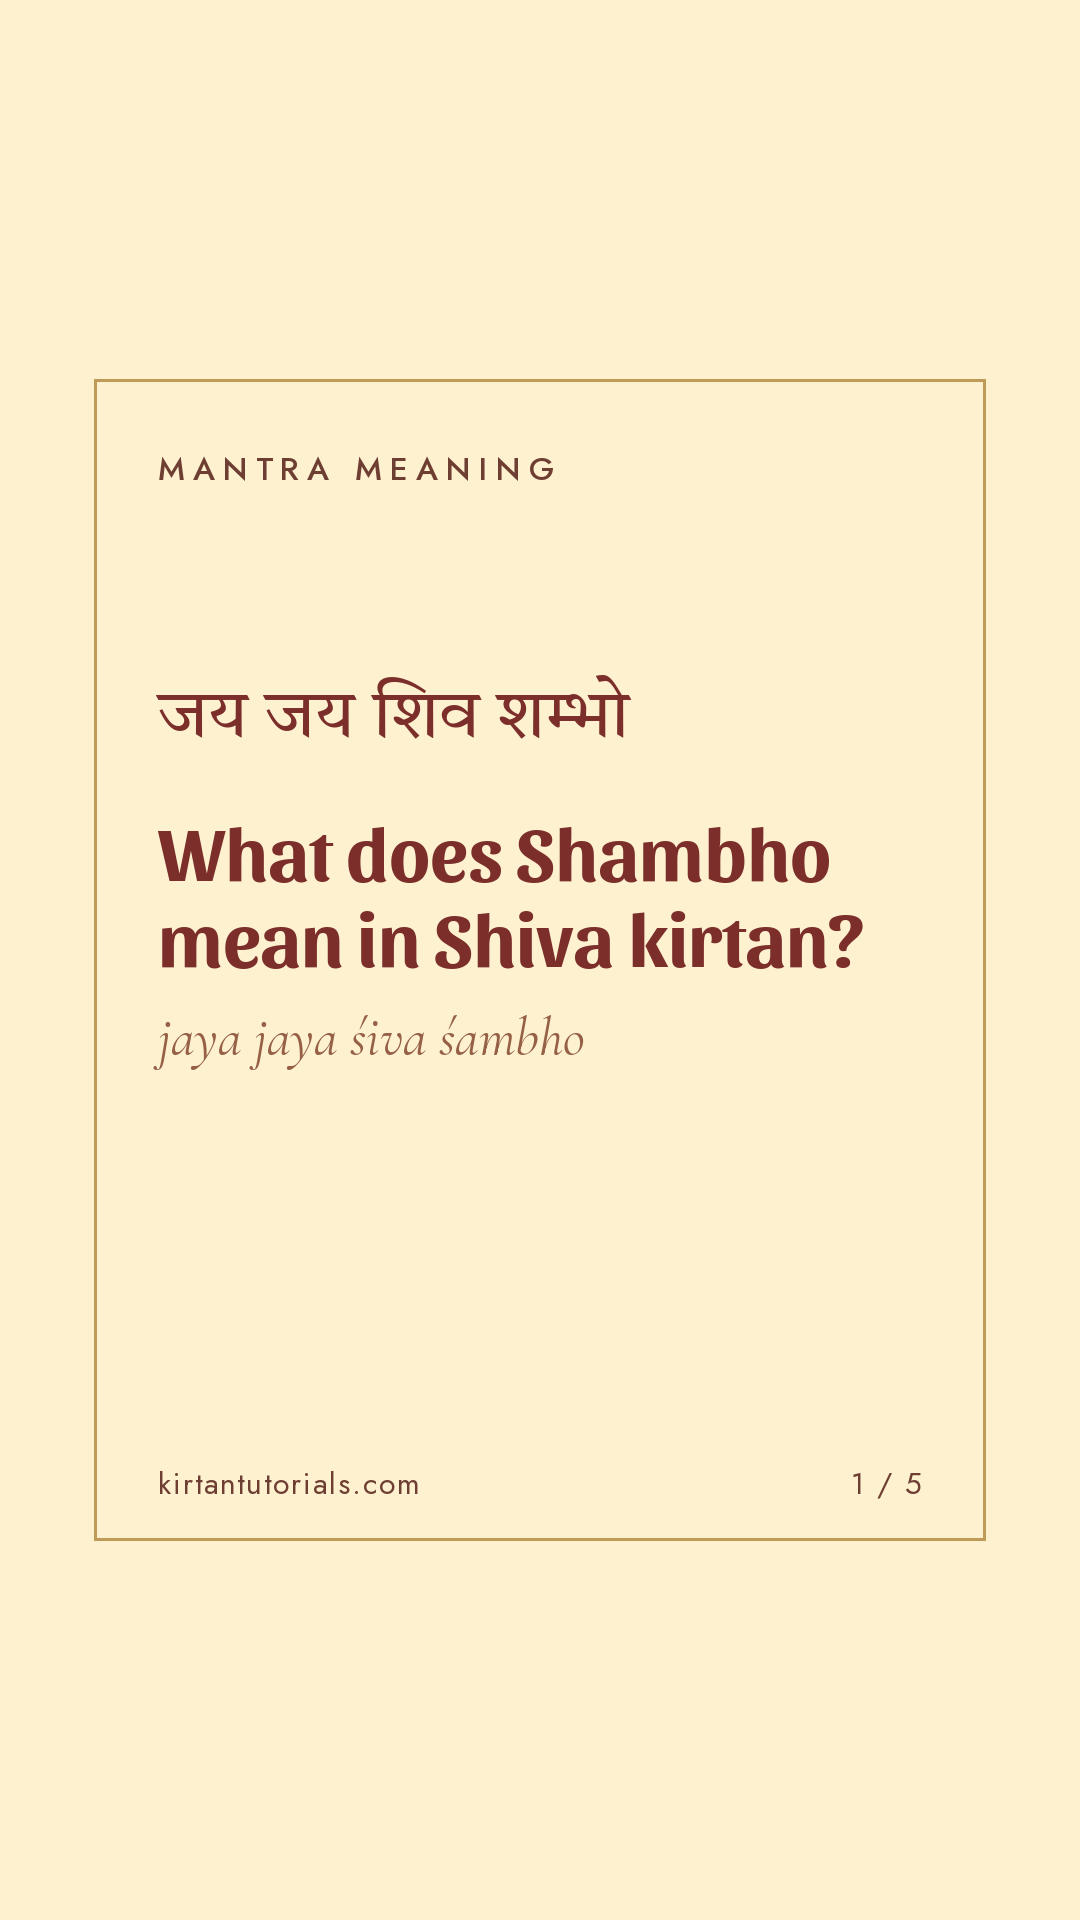 MANTRA MEANING
जय जय शिव शम्भो
What does Shambho
mean in Shiva kirtan?
jaya jaya śiva śambho
kirtantutorials.com
1 / 5